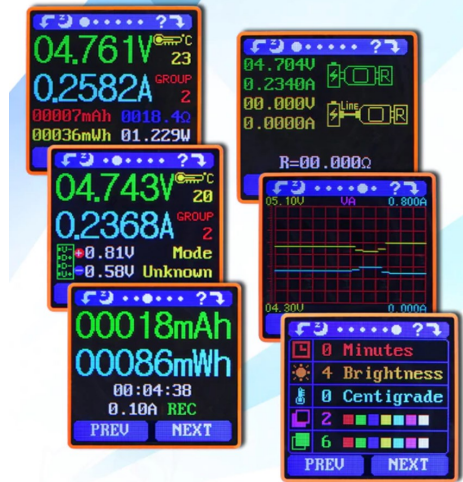 ?
04.761V °C
23
0.2582A GROUP
2
00007mAh 0018.4Ω
00036mWh 01.229W
?
04.743V °C
20
0.2368A GROUP
2
U-
D+
D-
U+
+0.81V Mode
-0.58V Unknown
?
00018mAh
00086mWh
00:04:38
0.10A REC
PREV NEXT
?
04.704V
0.2340A R
00.000V Line
0.0000A R
R=00.000Ω
?
05.10V VA 0.800A
04.30V 0.000A
?
0 Minutes
4 Brightness
0 Centigrade
2
6
PREV NEXT